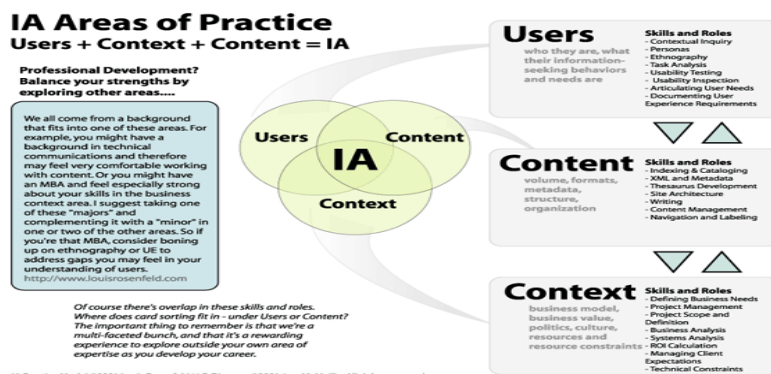 IA Areas of Practice
Users + Context + Content = IA
Professional Development?
Balance your strengths by
exploring other areas....
We all come from a background
that fits into one of these areas. For
example, you might have a
background in technical
communications and therefore
may feel very comfortable working
with content. Or you might have
an MBA and feel especially strong
about your skills in the business
context area. I suggest taking one
of these "majors" and
complementing it with a "minor" in
one or two of the other areas. So if
you're that MBA, consider boning
up on ethnography or UE to
address gaps you may feel in your
understanding of users.
http://www.louisrosenfeld.com
Of course there's overlap in these skills and roles.
Where does card sorting fit in - under Users or Content?
The important thing to remember is that we're a
multi-faceted bunch, and that it's a rewarding
experience to explore outside your own area of
expertise as you develop your career.
Users
Content
IA
Context
Users
who they are, what
their information-
seeking behaviors
and needs are
Skills and Roles
- Contextual Inquiry
- Personas
- Ethnography
- Task Analysis
- Usability Testing
- Usability Inspection
- Articulating User Needs
- Documenting User
Experience Requirements
Content
volume, formats,
metadata,
structure,
organization
Skills and Roles
- Indexing & Cataloging
- XML and Metadata
- Thesaurus Development
- Site Architecture
- Writing
- Content Management
- Navigation and Labeling
Context
business model,
business value,
politics, culture,
resources and
resource constraints
Skills and Roles
- Defining Business Needs
- Project Management
- Project Scope and
Definition
- Business Analysis
- Systems Analysis
- ROI Calculation
- Managing Client
Expectations
- Technical Constraints